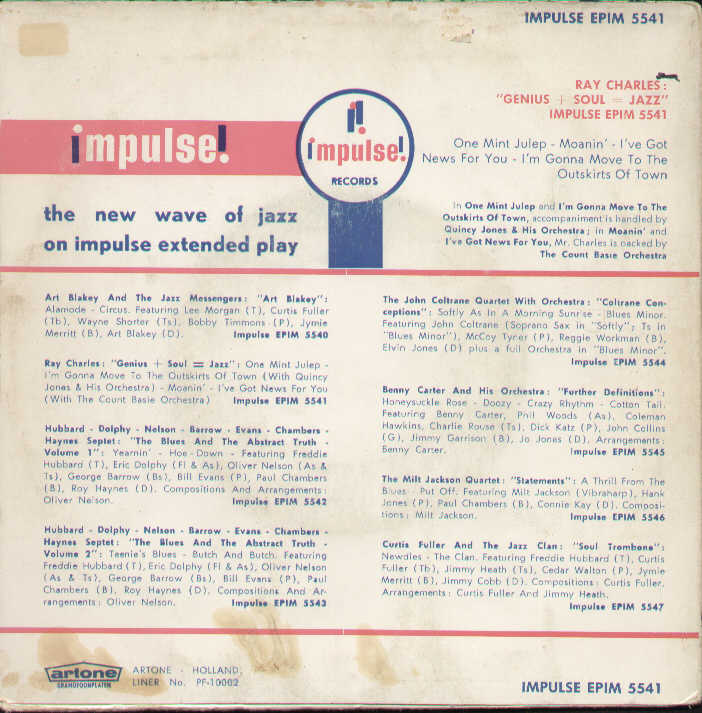 IMPULSE EPIM 5541
RAY CHARLES:
"GENIUS + SOUL = JAZZ"
IMPULSE EPIM 5541
One Mint Julep - Moanin' - I've Got
News For You - I'm Gonna Move To The
Outskirts Of Town
In One Mint Julep and I'm Gonna Move To The
Outskirts Of Town, accompaniment is handled by
Quincy Jones & His Orchestra; in Moanin' and
I've Got News For You, Mr. Charles is backed by
The Count Basie Orchestra
impulse!
impulse!
RECORDS
the new wave of jazz
on impulse extended play
Art Blakey And The Jazz Messengers: "Art Blakey":
Alamode - Circus. Featuring Lee Morgan (T), Curtis Fuller
(Tb), Wayne Shorter (Ts), Bobby Timmons (P), Jymie
Merritt (B), Art Blakey (D). Impulse EPIM 5540
Ray Charles: "Genius + Soul = Jazz": One Mint Julep -
I'm Gonna Move To The Outskirts Of Town (With Quincy
Jones & His Orchestra) - Moanin' - I've Got News For You
(With The Count Basie Orchestra) Impulse EPIM 5541
Hubbard - Dolphy - Nelson - Barrow - Evans - Chambers -
Haynes Septet: "The Blues And The Abstract Truth -
Volume 1": Yearnin' - Hoe-Down - Featuring Freddie
Hubbard (T), Eric Dolphy (Fl & As), Oliver Nelson (As &
Ts), George Barrow (Bs), Bill Evans (P), Paul Chambers
(B), Roy Haynes (D). Compositions And Arrangements:
Oliver Nelson. Impulse EPIM 5542
Hubbard - Dolphy - Nelson - Barrow - Evans - Chambers -
Haynes Septet: "The Blues And The Abstract Truth -
Volume 2": Teenie's Blues - Butch And Butch. Featuring
Freddie Hubbard (T), Eric Dolphy (Fl & As), Oliver Nelson
(As & Ts), George Barrow (Bs), Bill Evans (P), Paul
Chambers (B), Roy Haynes (D). Compositions And Ar-
rangements: Oliver Nelson. Impulse EPIM 5543
The John Coltrane Quartet With Orchestra: "Coltrane Con-
ceptions": Softly As In A Morning Sunrise - Blues Minor.
Featuring John Coltrane (Soprano Sax in "Softly"; Ts in
"Blues Minor"), McCoy Tyner (P), Reggie Workman (B),
Elvin Jones (D) plus a full Orchestra in "Blues Minor".
Impulse EPIM 5544
Benny Carter And His Orchestra: "Further Definitions":
Honeysuckle Rose - Doozy - Crazy Rhythm - Cotton Tail.
Featuring Benny Carter, Phil Woods (As), Coleman
Hawkins, Charlie Rouse (Ts), Dick Katz (P), John Collins
(G), Jimmy Garrison (B), Jo Jones (D). Arrangements:
Benny Carter. Impulse EPIM 5545
The Milt Jackson Quartet: "Statements": A Thrill From The
Blues - Put Off. Featuring Milt Jackson (Vibraharp), Hank
Jones (P), Paul Chambers (B), Connie Kay (D). Composi-
tions: Milt Jackson. Impulse EPIM 5546
Curtis Fuller And The Jazz Clan: "Soul Trombone":
Newdles - The Clan. Featuring Freddie Hubbard (T), Curtis
Fuller (Tb), Jimmy Heath (Ts), Cedar Walton (P), Jymie
Merritt (B), Jimmy Cobb (D). Compositions: Curtis Fuller.
Arrangements: Curtis Fuller And Jimmy Heath.
Impulse EPIM 5547
artone
GRAMOFOONPLATEN
ARTONE - HOLLAND,
LINER No. PF-10002
IMPULSE EPIM 5541